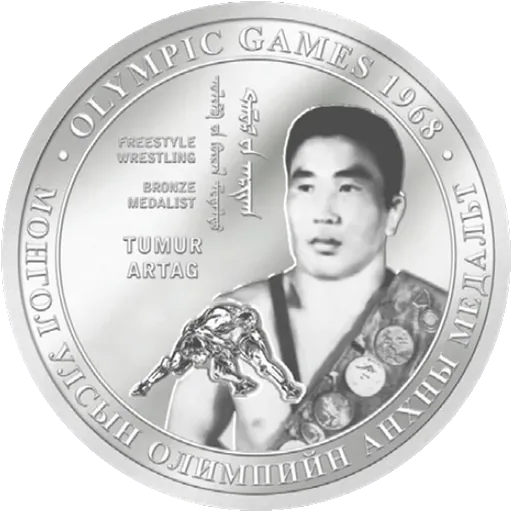 · OLYMPIC GAMES 1968 ·
FREESTYLE
WRESTLING
BRONZE
MEDALIST
TUMUR
ARTAG
МОНГОЛ УЛСЫН ОЛИМПИЙН АНХНЫ МЕДАЛЬТ